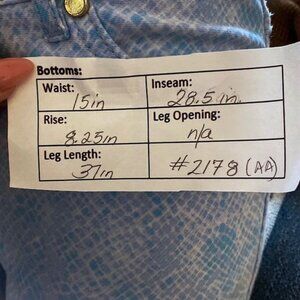 Bottoms:
Waist: 15in
Inseam: 28.5 in.
Rise: 8.25in
Leg Opening: n/a
Leg Length: 37in
#2178 (AA)